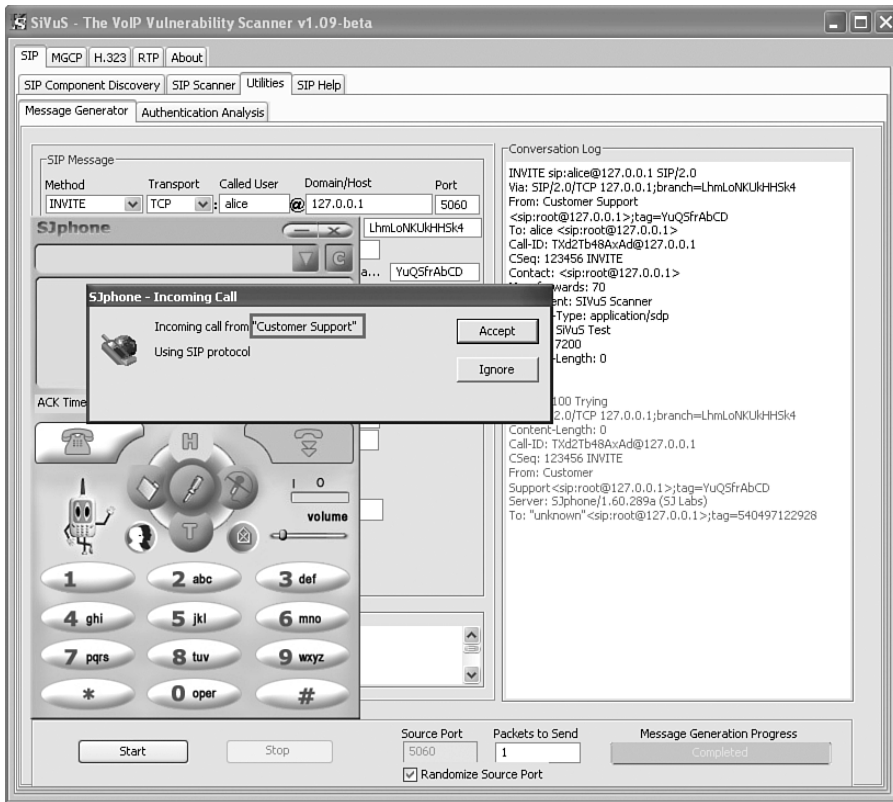 SiVuS - The VoIP Vulnerability Scanner v1.09-beta
SIP MGCP H.323 RTP About
SIP Component Discovery SIP Scanner Utilities SIP Help
Message Generator Authentication Analysis
SIP Message
Method Transport Called User Domain/Host Port
INVITE TCP : alice @ 127.0.0.1 5060
LhmLoNKUkHHSk4
a... YuQSfrAbCD
SJphone
C
SJphone - Incoming Call
Incoming call from "Customer Support"
Using SIP protocol
Accept
Ignore
ACK Time
H
T
I O
volume
1 2 abc 3 def
4 ghi 5 jkl 6 mno
7 pqrs 8 tuv 9 wxyz
* 0 oper #
Conversation Log
INVITE sip:alice@127.0.0.1 SIP/2.0
Via: SIP/2.0/TCP 127.0.0.1;branch=LhmLoNKUkHHSk4
From: Customer Support
<sip:root@127.0.0.1>;tag=YuQSfrAbCD
To: alice <sip:root@127.0.0.1>
Call-ID: TXd2Tb48AxAd@127.0.0.1
CSeq: 123456 INVITE
Contact: <sip:root@127.0.0.1>
wards: 70
ent: SIVuS Scanner
-Type: application/sdp
SiVuS Test
7200
-Length: 0
100 Trying
2.0/TCP 127.0.0.1;branch=LhmLoNKUkHHSk4
Content-Length: 0
Call-ID: TXd2Tb48AxAd@127.0.0.1
CSeq: 123456 INVITE
From: Customer
Support<sip:root@127.0.0.1>;tag=YuQSfrAbCD
Server: SJphone/1.60.289a (SJ Labs)
To: "unknown"<sip:root@127.0.0.1>;tag=540497122928
Start Stop
Source Port Packets to Send Message Generation Progress
5060 1 Completed
Randomize Source Port